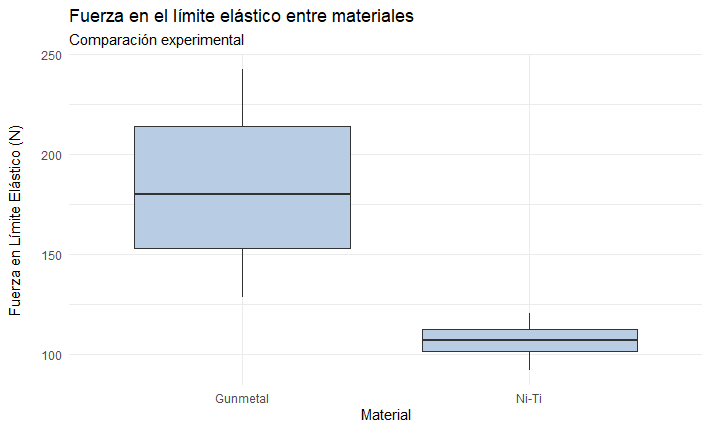 Fuerza en el límite elástico entre materiales
Comparación experimental
Fuerza en Límite Elástico (N)
250
200
150
100
Gunmetal
Ni-Ti
Material